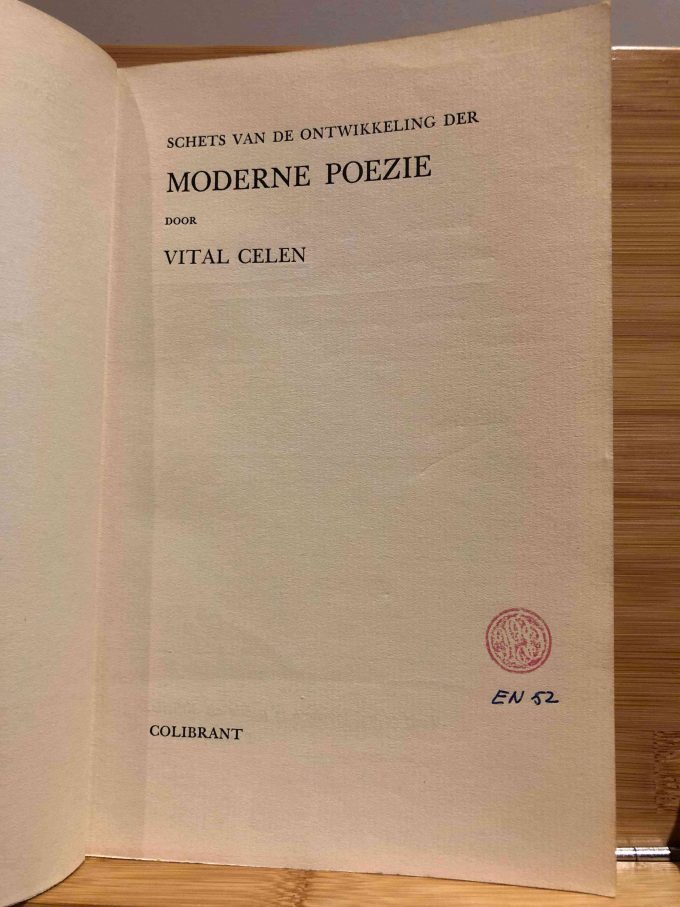 SCHETS VAN DE ONTWIKKELING DER
MODERNE POEZIE
DOOR
VITAL CELEN
EN 52
COLIBRANT